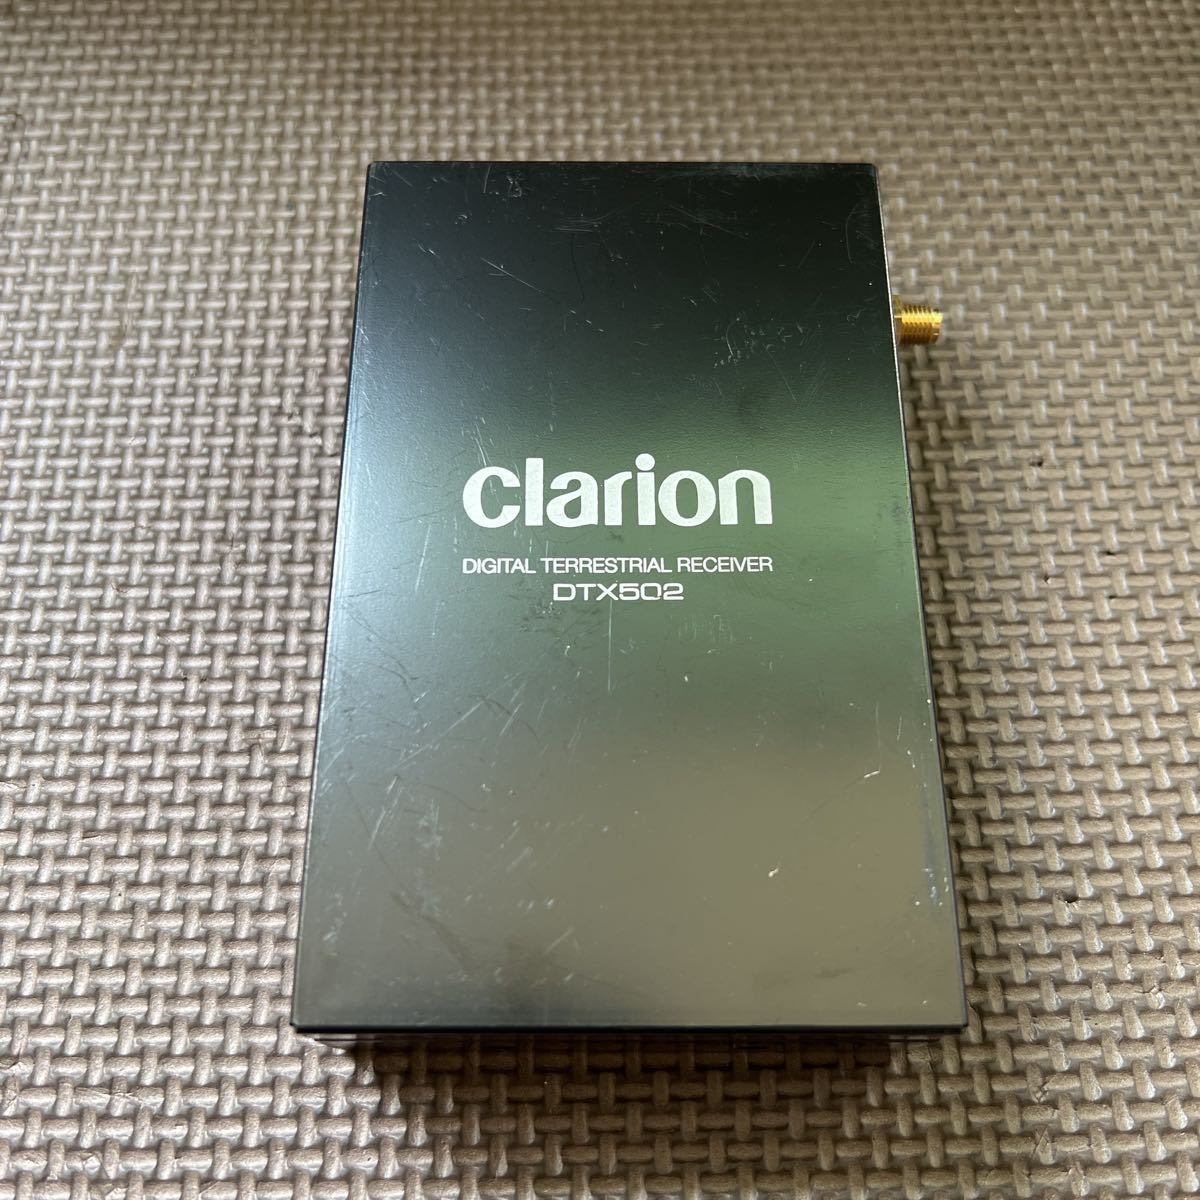 clarion
DIGITAL TERRESTRIAL RECEIVER
DTX502